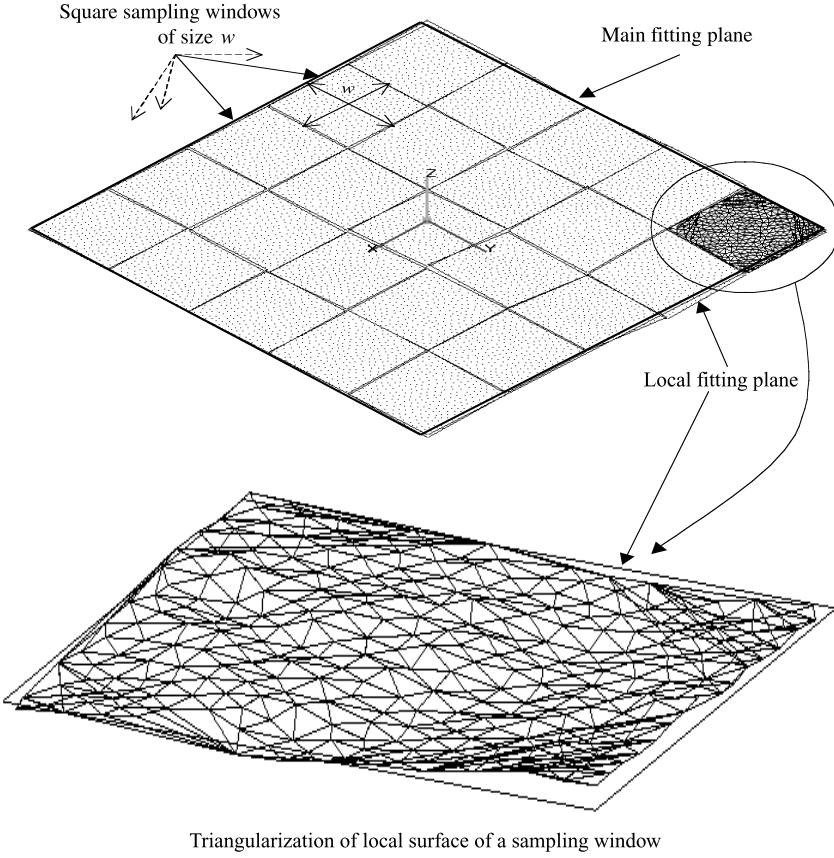 Square sampling windows
of size w
Main fitting plane
w
Z
X
Y
Local fitting plane
Triangularization of local surface of a sampling window